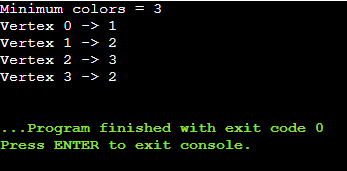 Minimum colors = 3
Vertex 0 -> 1
Vertex 1 -> 2
Vertex 2 -> 3
Vertex 3 -> 2
...Program finished with exit code 0
Press ENTER to exit console.